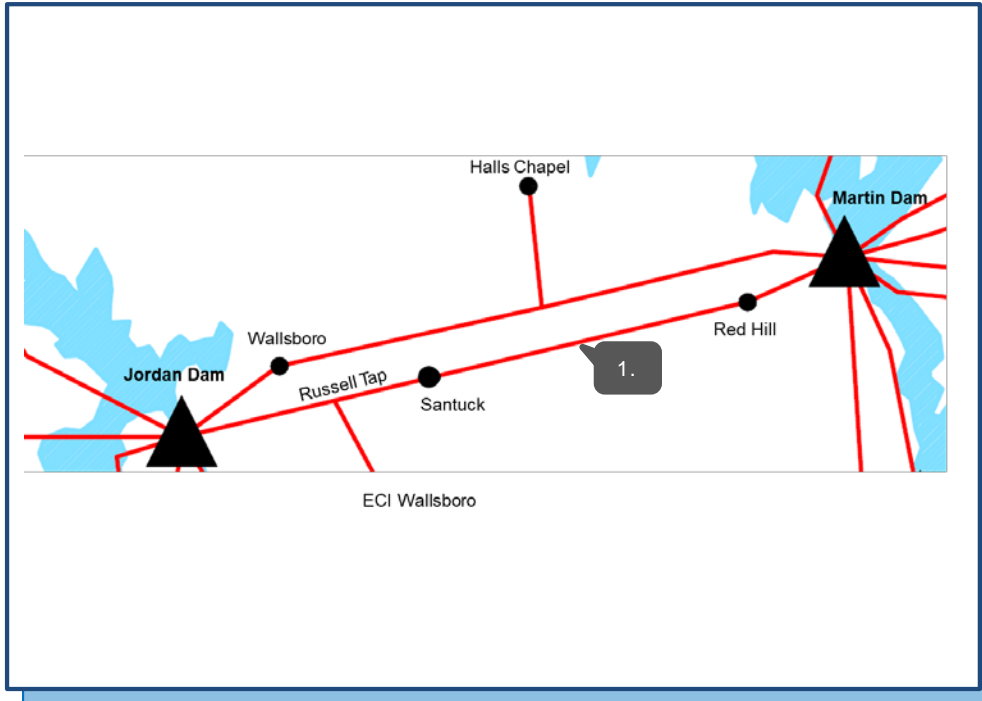 Halls Chapel
Martin Dam
Wallsboro
Red Hill
Jordan Dam
Russell Tap
Santuck
1.
ECI Wallsboro